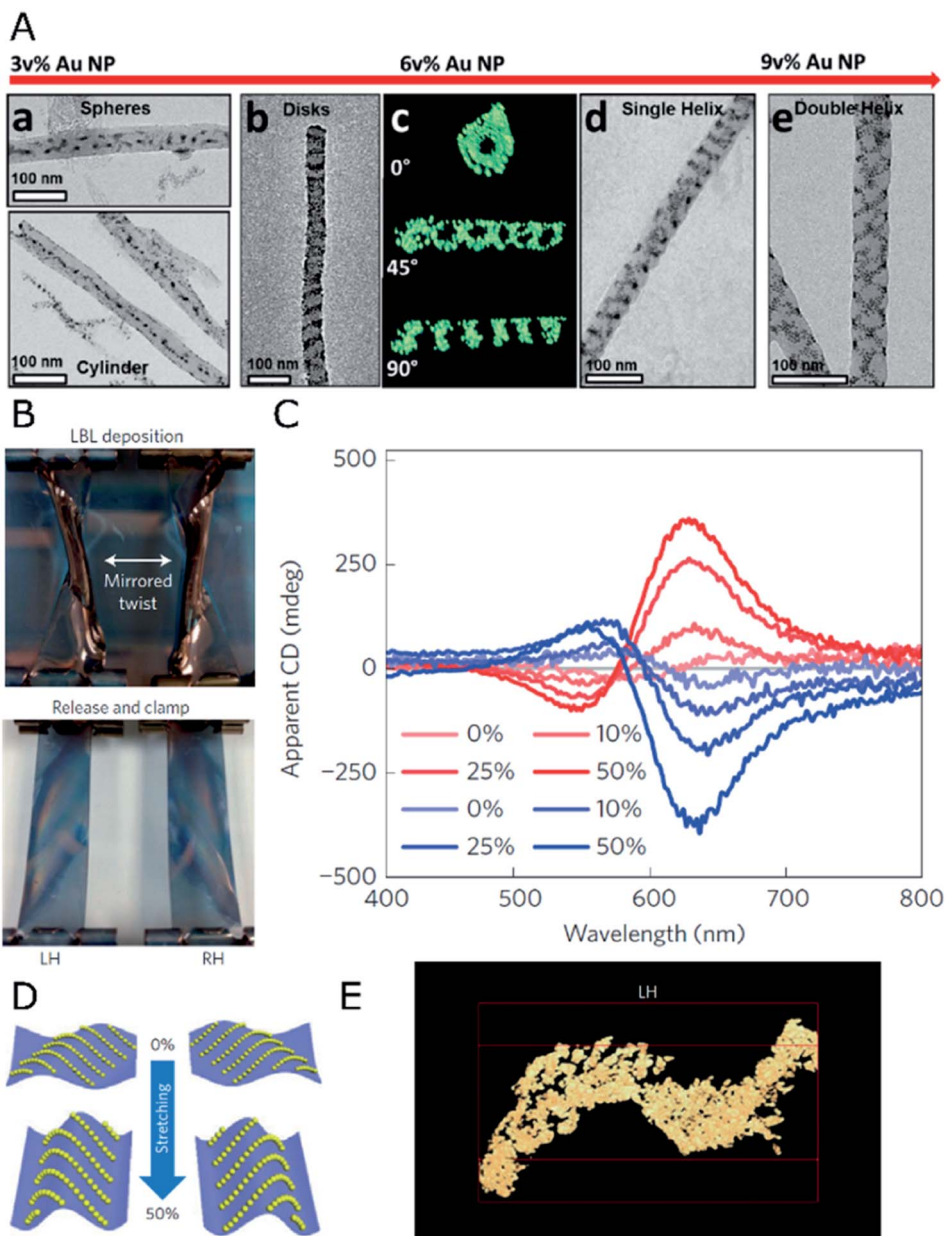 A
3v% Au NP 6v% Au NP 9v% Au NP
a Spheres
100 nm
Cylinder
100 nm
b Disks
100 nm
c
0°
45°
90°
d Single Helix
100 nm
e Double Helix
100 nm
B
LBL deposition
Mirrored
twist
Release and clamp
LH RH
C
Apparent CD (mdeg)
500
250
0
−250
−500
400 500 600 700 800
Wavelength (nm)
0% 10%
25% 50%
0% 10%
25% 50%
D
0%
Stretching
50%
E
LH